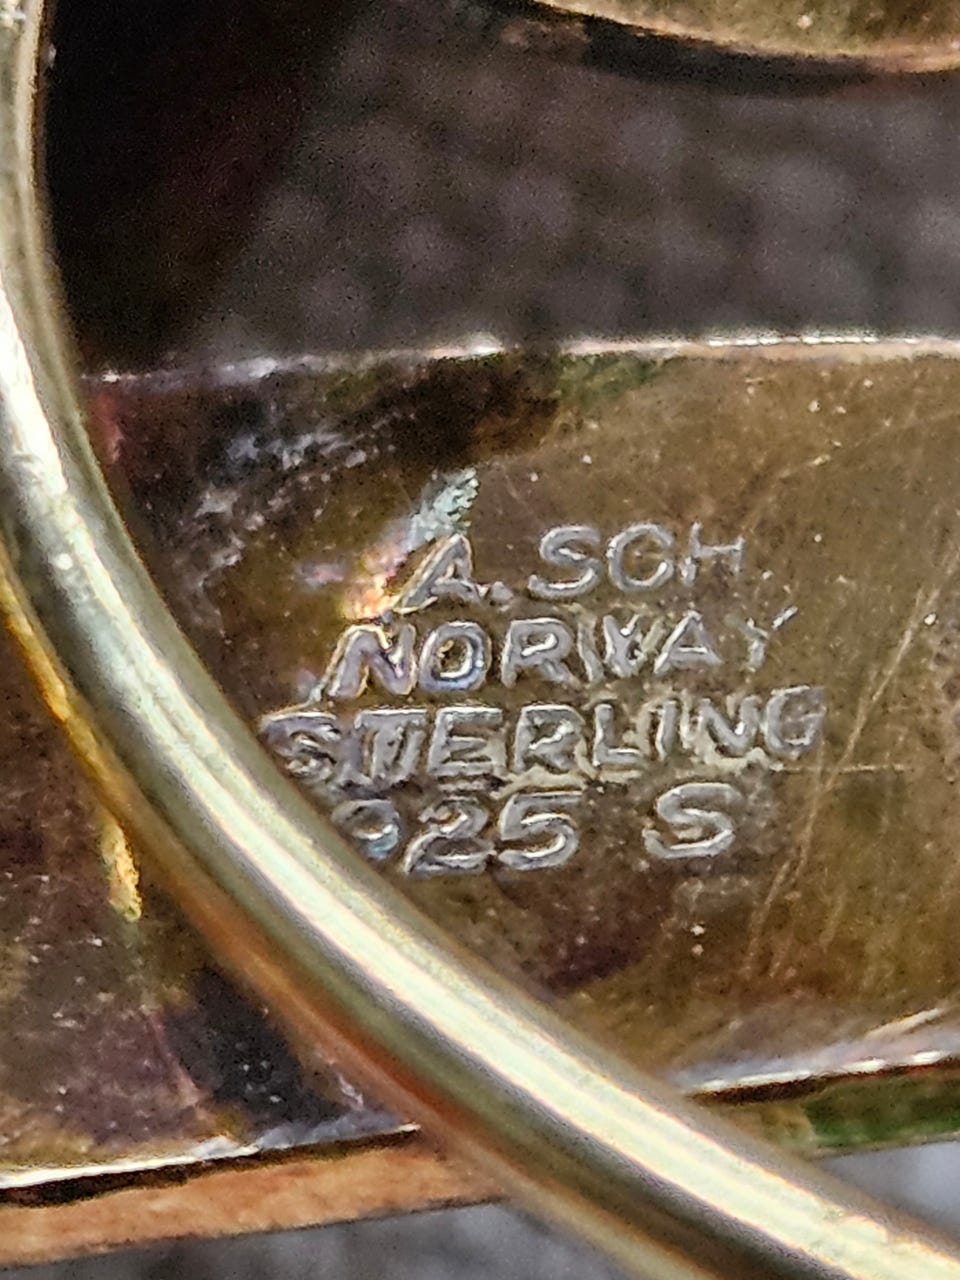 A. SCH.
NORWAY
STERLING
925 S